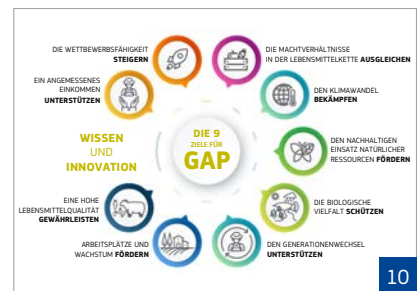 DIE WETTBEWERBSFÄHIGKEIT
STEIGERN
DIE MACHTVERHÄLTNISSE
IN DER LEBENSMITTELKETTE AUSGLEICHEN
EIN ANGEMESSENES
EINKOMMEN
UNTERSTÜTZEN
DEN KLIMAWANDEL
BEKÄMPFEN
WISSEN
UND
INNOVATION
DIE 9
ZIELE FÜR
GAP
DEN NACHHALTIGEN
EINSATZ NATÜRLICHER
RESSOURCEN FÖRDERN
EINE HOHE
LEBENSMITTELQUALITÄT
GEWÄHRLEISTEN
DIE BIOLOGISCHE
VIELFALT SCHÜTZEN
ARBEITSPLÄTZE UND
WACHSTUM FÖRDERN
DEN GENERATIONENWECHSEL
UNTERSTÜTZEN
10